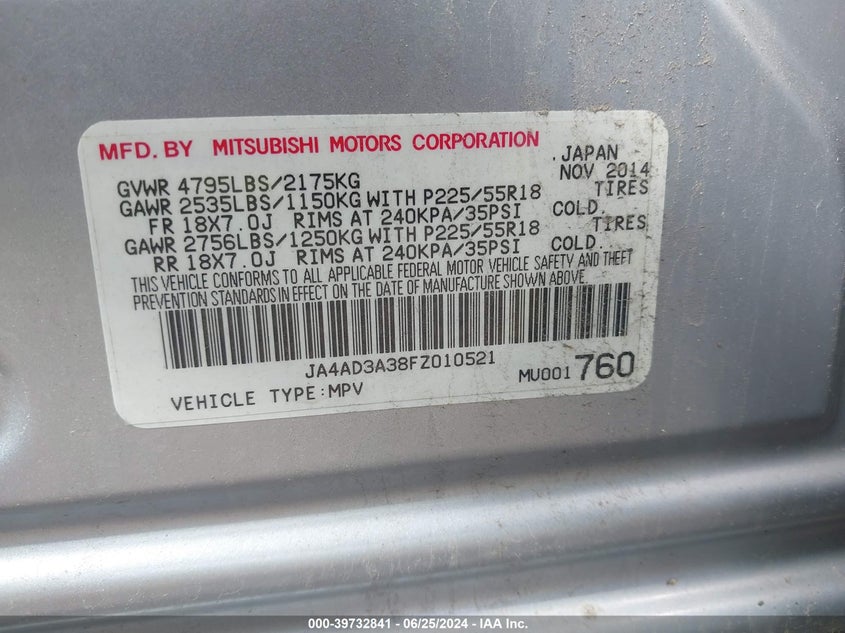 MFD. BY MITSUBISHI MOTORS CORPORATION
. JAPAN
GVWR 4795LBS/2175KG NOV 2014
GAWR 2535LBS/1150KG WITH P225/55R18 TIRES
FR 18X7.0J RIMS AT 240KPA/35PSI COLD.
GAWR 2756LBS/1250KG WITH P225/55R18 TIRES
RR 18X7.0J RIMS AT 240KPA/35PSI COLD.
THIS VEHICLE CONFORMS TO ALL APPLICABLE FEDERAL MOTOR VEHICLE SAFETY AND THEFT
PREVENTION STANDARDS IN EFFECT ON THE DATE OF MANUFACTURE SHOWN ABOVE.
JA4AD3A38FZ010521
VEHICLE TYPE:MPV MU001760
000-39732841 - 06/25/2024 - IAA Inc.